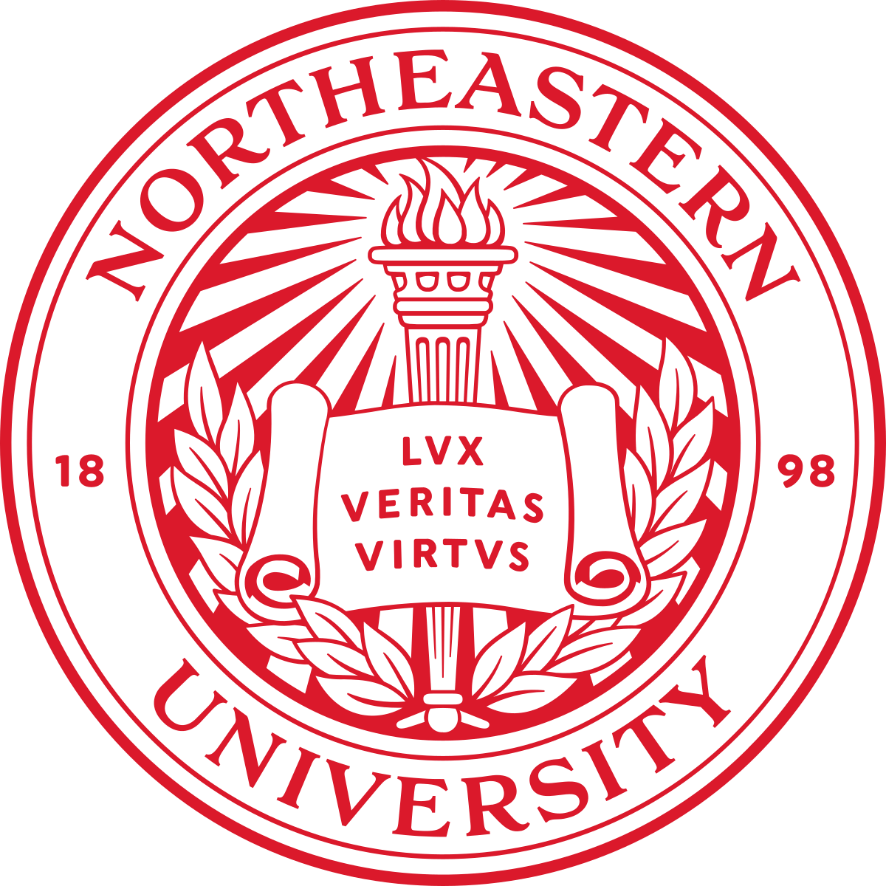 NORTHEASTERN
18 98
LVX
VERITAS
VIRTVS
UNIVERSITY